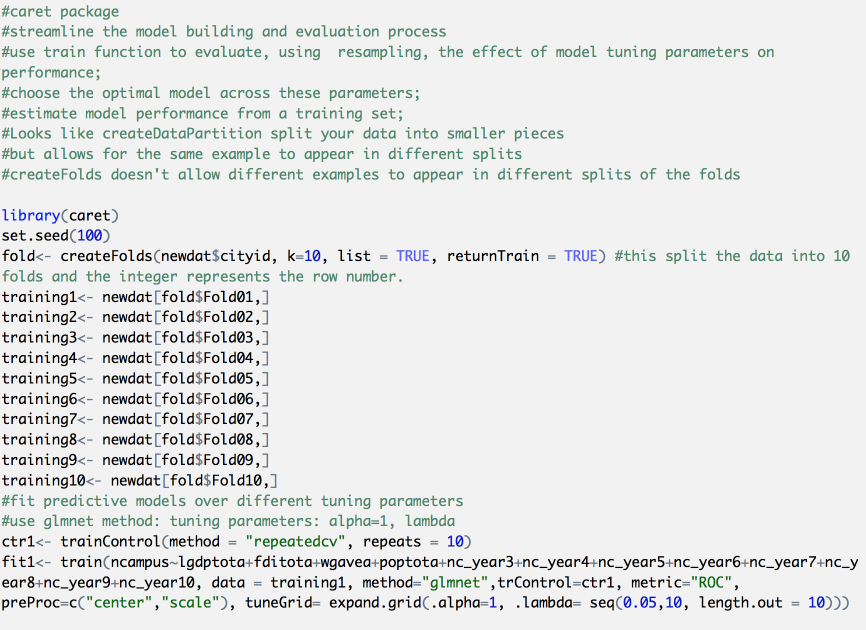 #caret package
#streamline the model building and evaluation process
#use train function to evaluate, using  resampling, the effect of model tuning parameters on
performance;
#choose the optimal model across these parameters;
#estimate model performance from a training set;
#Looks like createDataPartition split your data into smaller pieces
#but allows for the same example to appear in different splits
#createFolds doesn't allow different examples to appear in different splits of the folds
library(caret)
set.seed(100)
fold<- createFolds(newdat$cityid, k=10, list = TRUE, returnTrain = TRUE) #this split the data into 10
folds and the integer represents the row number.
training1<- newdat[fold$Fold01,]
training2<- newdat[fold$Fold02,]
training3<- newdat[fold$Fold03,]
training4<- newdat[fold$Fold04,]
training5<- newdat[fold$Fold05,]
training6<- newdat[fold$Fold06,]
training7<- newdat[fold$Fold07,]
training8<- newdat[fold$Fold08,]
training9<- newdat[fold$Fold09,]
training10<- newdat[fold$Fold10,]
#fit predictive models over different tuning parameters
#use glmnet method: tuning parameters: alpha=1, lambda
ctr1<- trainControl(method = "repeatedcv", repeats = 10)
fit1<- train(ncampus~lgdptota+fditota+wgavea+poptota+nc_year3+nc_year4+nc_year5+nc_year6+nc_year7+nc_y
ear8+nc_year9+nc_year10, data = training1, method="glmnet",trControl=ctr1, metric="ROC",
preProc=c("center","scale"), tuneGrid= expand.grid(.alpha=1, .lambda= seq(0.05,10, length.out = 10)))